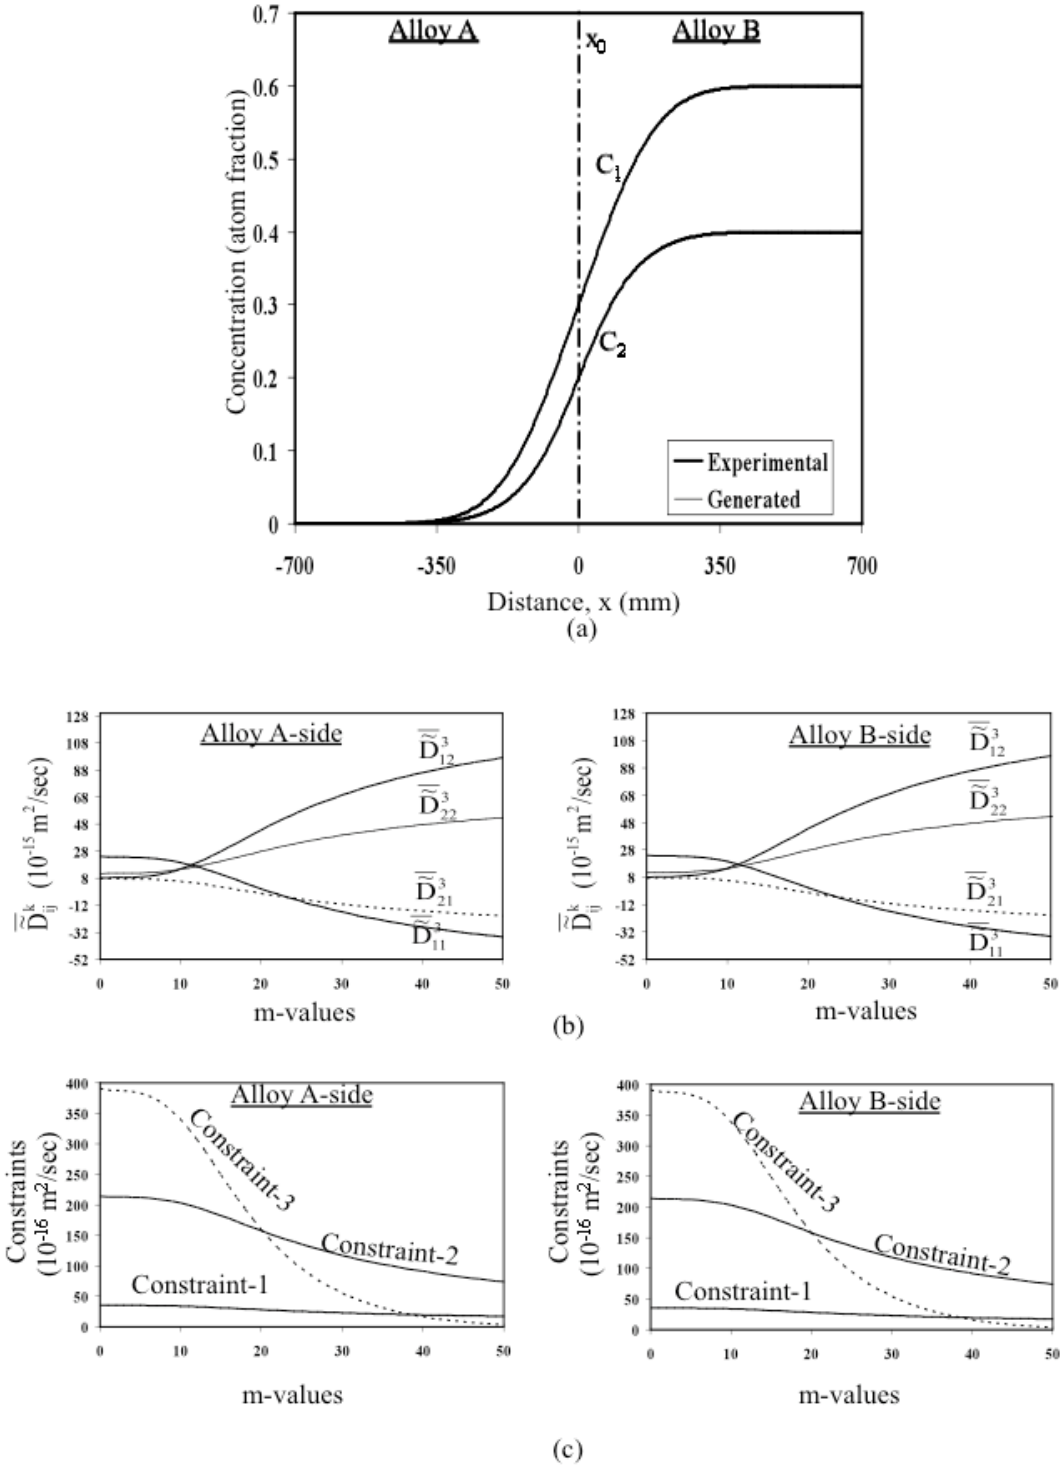 Alloy A
Alloy B
x₀
0.7
0.6
0.5
0.4
0.3
0.2
0.1
0
C₁
C₂
Experimental
Generated
-700
-350
0
350
700
Concentration (atom fraction)
Distance, x (mm)
(a)
Alloy A-side
128
108
88
68
48
28
8
-12
-32
-52
D̿̃³₁₂
D̿̃³₂₂
D̿̃³₂₁
D̿̃³₁₁
D̿̃ᵏᵢⱼ (10⁻¹⁵ m²/sec)
0 10 20 30 40 50
m-values
Alloy B-side
128
108
88
68
48
28
8
-12
-32
-52
D̿̃³₁₂
D̿̃³₂₂
D̿̃³₂₁
D̿³₁₁
D̿̃ᵏᵢⱼ (10⁻¹⁵ m²/sec)
0 10 20 30 40 50
m-values
(b)
Alloy A-side
400
350
300
250
200
150
100
50
0
Constraint-3
Constraint-2
Constraint-1
Constraints
(10⁻¹⁶ m²/sec)
0 10 20 30 40 50
m-values
Alloy B-side
400
350
300
250
200
150
100
50
0
Constraint-3
Constraint-2
Constraint-1
Constraints
(10⁻¹⁶ m²/sec)
0 10 20 30 40 50
m-values
(c)